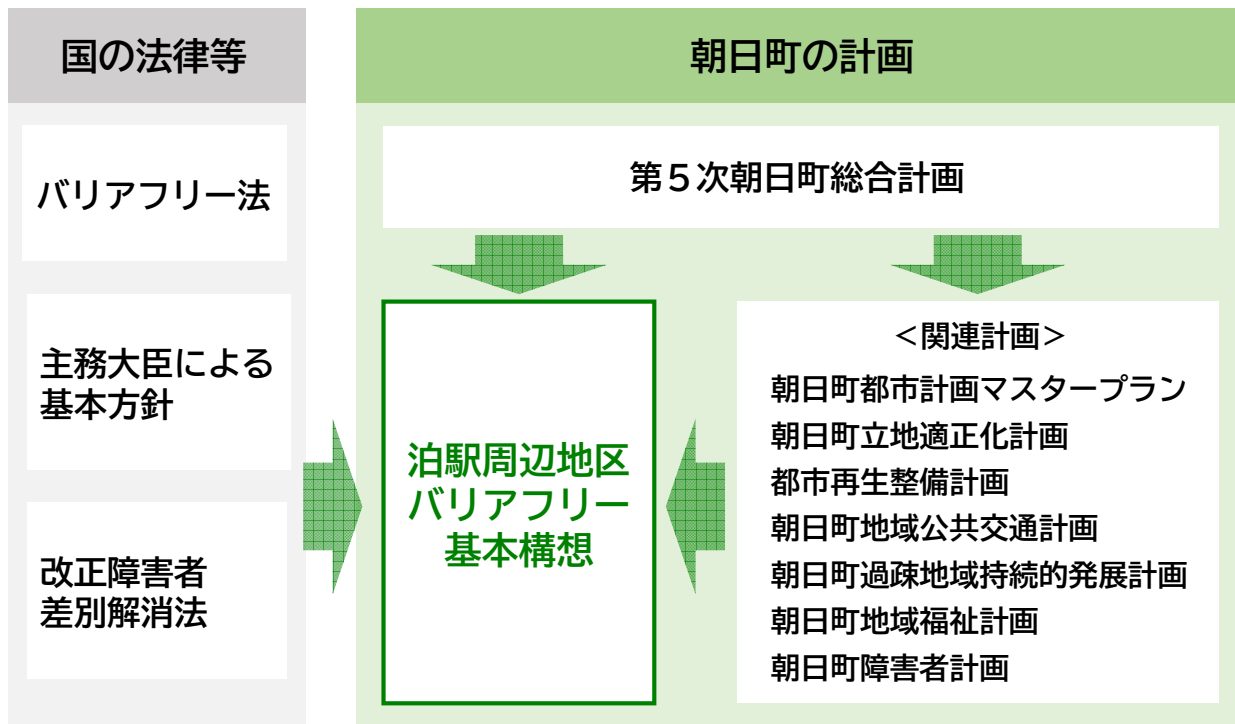 国の法律等
バリアフリー法
主務大臣による
基本方針
改正障害者
差別解消法
朝日町の計画
第５次朝日町総合計画
泊駅周辺地区
バリアフリー
基本構想
＜関連計画＞
朝日町都市計画マスタープラン
朝日町立地適正化計画
都市再生整備計画
朝日町地域公共交通計画
朝日町過疎地域持続的発展計画
朝日町地域福祉計画
朝日町障害者計画